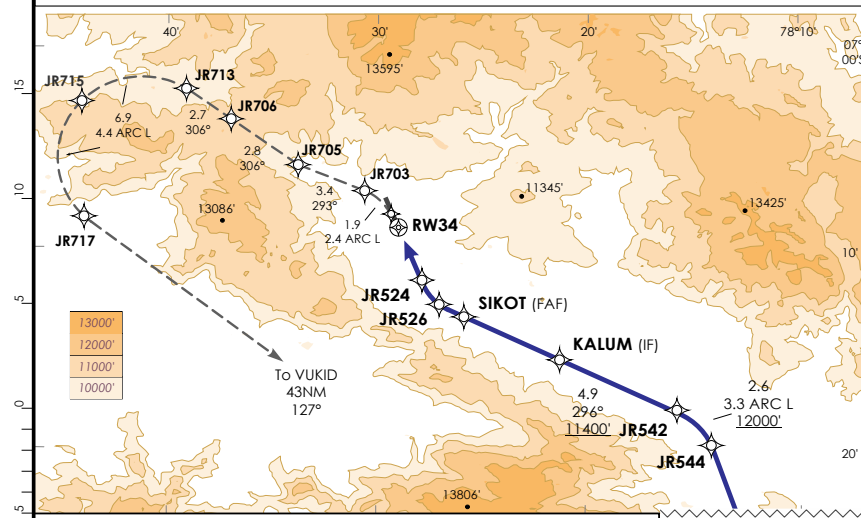 40'
30'
20'
78°10'
07°
00'S
13595'
15
JR715
JR713
JR706
6.9
4.4 ARC L
2.7
306°
2.8
306°
JR705
JR703
3.4
293°
1.9
2.4 ARC L
RW34
11345'
13425'
13086'
10
10'
JR717
JR524
JR526
SIKOT (FAF)
5
13000'
12000'
11000'
10000'
KALUM (IF)
To VUKID
43NM
127°
4.9
296°
11400'
JR542
2.6
3.3 ARC L
12000'
JR544
0
20'
13806'
5